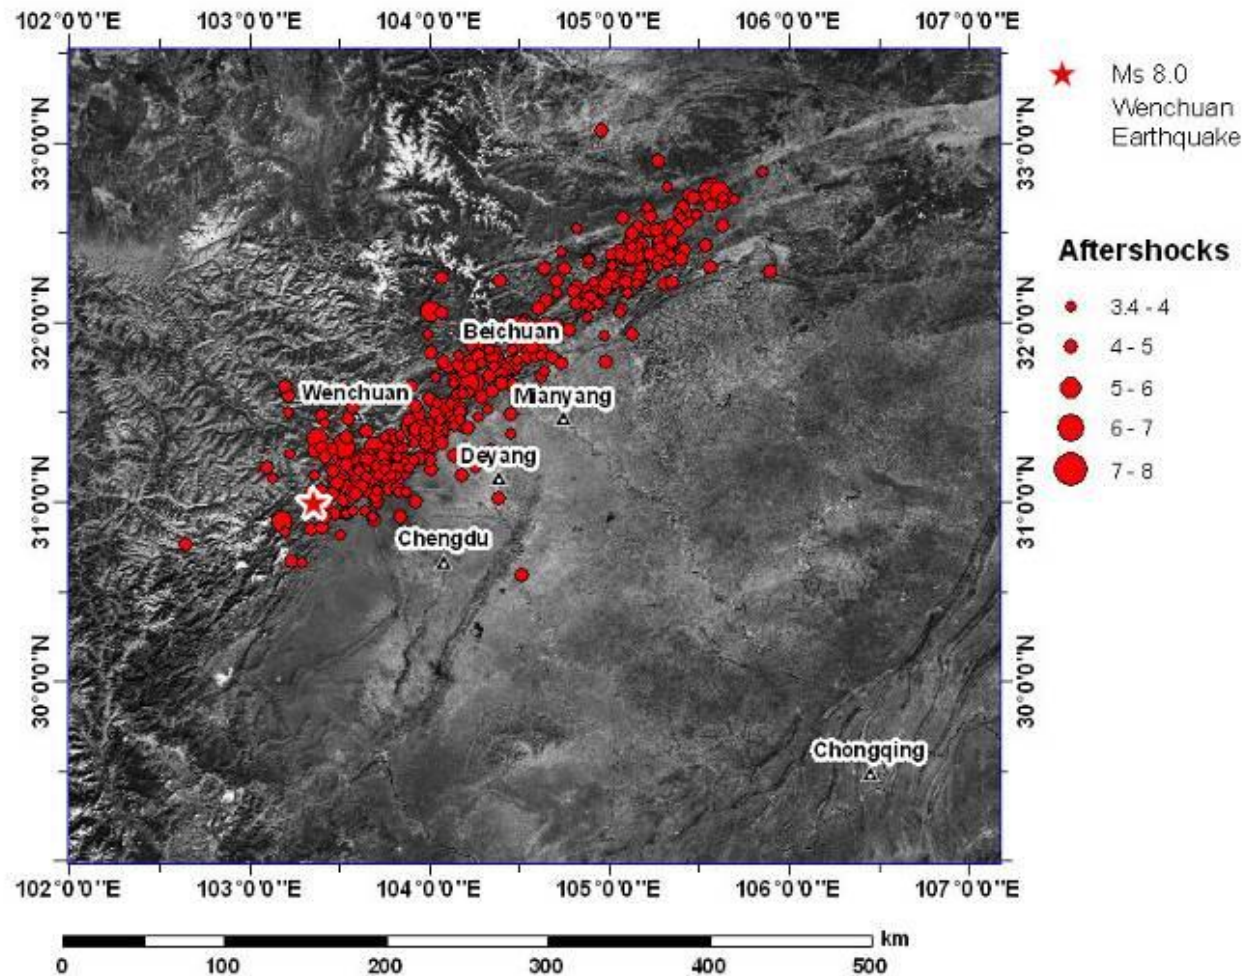 102°0'0"E 103°0'0"E 104°0'0"E 105°0'0"E 106°0'0"E 107°0'0"E
Ms 8.0
Wenchuan
Earthquake
33°0'0"N
33°0'0"N
Aftershocks
3.4 - 4
4 - 5
5 - 6
6 - 7
7 - 8
32°0'0"N
32°0'0"N
Beichuan
Wenchuan
Mianyang
Deyang
31°0'0"N
31°0'0"N
Chengdu
30°0'0"N
30°0'0"N
Chongqing
102°0'0"E 103°0'0"E 104°0'0"E 105°0'0"E 106°0'0"E 107°0'0"E
km
0 100 200 300 400 500